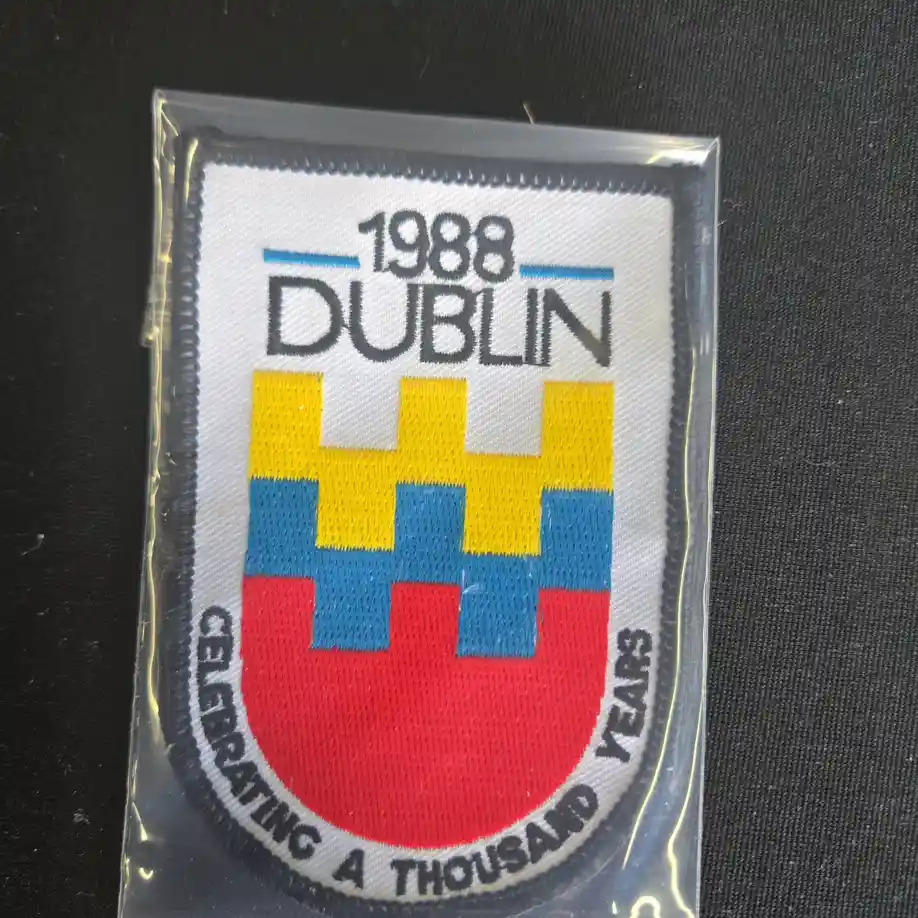 1988
DUBLIN
CELEBRATING A THOUSAND YEARS